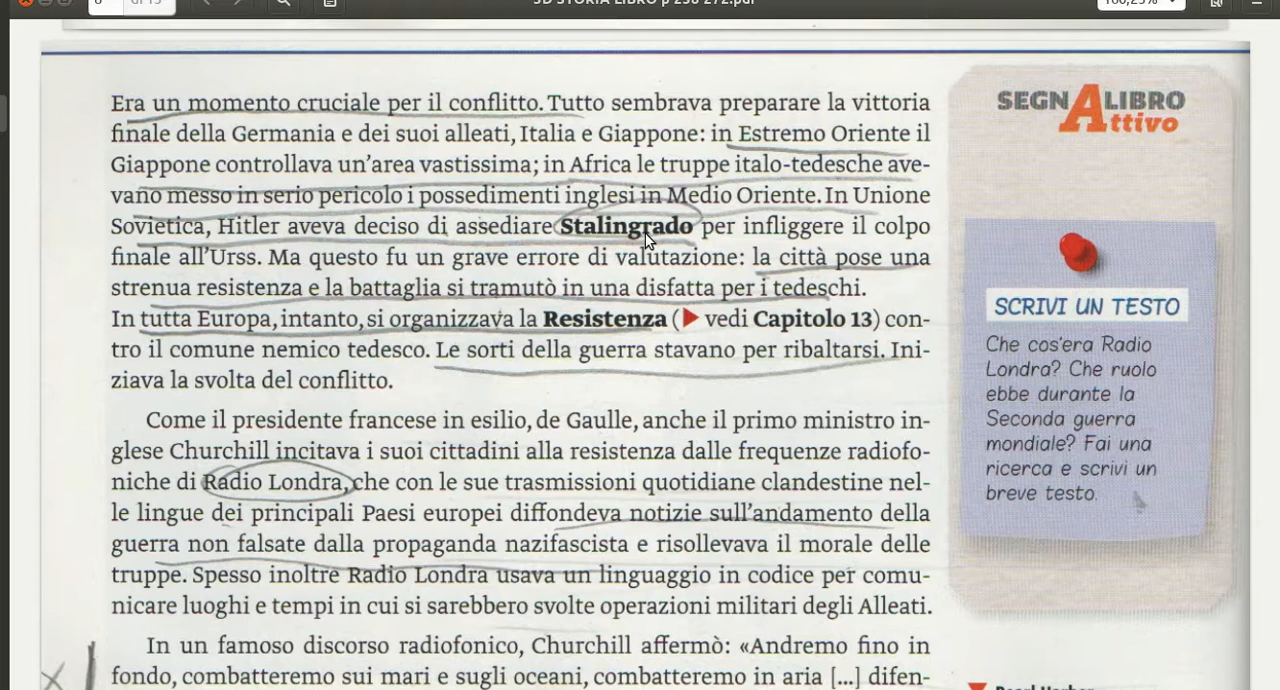 Era un momento cruciale per il conflitto. Tutto sembrava preparare la vittoria
finale della Germania e dei suoi alleati, Italia e Giappone: in Estremo Oriente il
Giappone controllava un'area vastissima; in Africa le truppe italo-tedesche ave-
vano messo in serio pericolo i possedimenti inglesi in Medio Oriente. In Unione
Sovietica, Hitler aveva deciso di assediare Stalingrado per infliggere il colpo
finale all'Urss. Ma questo fu un grave errore di valutazione: la città pose una
strenua resistenza e la battaglia si tramutò in una disfatta per i tedeschi.
In tutta Europa, intanto, si organizzava la Resistenza (▶ vedi Capitolo 13) con-
tro il comune nemico tedesco. Le sorti della guerra stavano per ribaltarsi. Ini-
ziava la svolta del conflitto.
Come il presidente francese in esilio, de Gaulle, anche il primo ministro in-
glese Churchill incitava i suoi cittadini alla resistenza dalle frequenze radiofo-
niche di Radio Londra, che con le sue trasmissioni quotidiane clandestine nel-
le lingue dei principali Paesi europei diffondeva notizie sull'andamento della
guerra non falsate dalla propaganda nazifascista e risollevava il morale delle
truppe. Spesso inoltre Radio Londra usava un linguaggio in codice per comu-
nicare luoghi e tempi in cui si sarebbero svolte operazioni militari degli Alleati.
In un famoso discorso radiofonico, Churchill affermò: «Andremo fino in
fondo, combatteremo sui mari e sugli oceani, combatteremo in aria [...] difen-
SEGNALIBRO
Attivo
SCRIVI UN TESTO
Che cos'era Radio
Londra? Che ruolo
ebbe durante la
Seconda guerra
mondiale? Fai una
ricerca e scrivi un
breve testo.